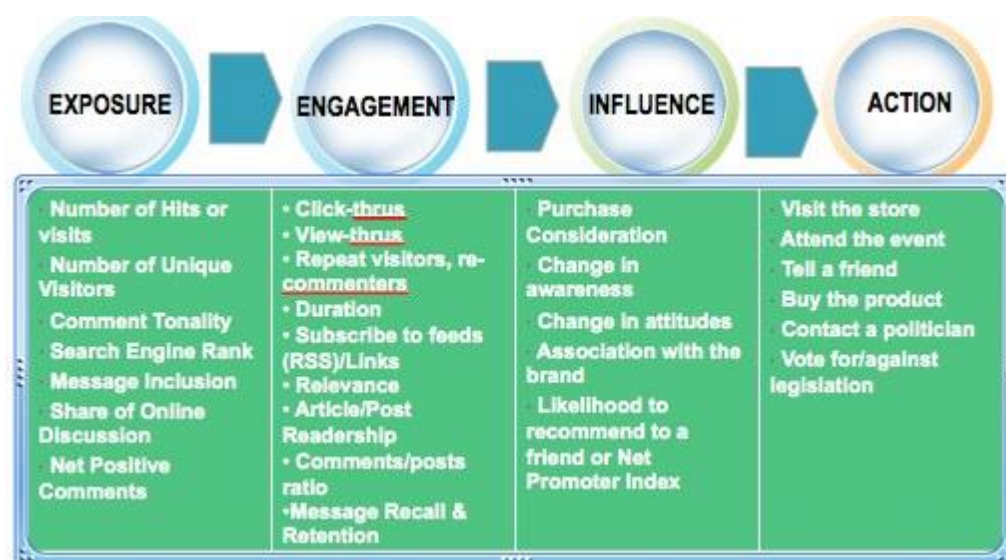 EXPOSURE
ENGAGEMENT
INFLUENCE
ACTION
· Number of Hits or
visits
· Number of Unique
Visitors
· Comment Tonality
· Search Engine Rank
· Message Inclusion
· Share of Online
Discussion
· Net Positive
Comments
• Click-thrus
• View-thrus
• Repeat visitors, re-
commenters
• Duration
• Subscribe to feeds
(RSS)/Links
• Relevance
• Article/Post
Readership
• Comments/posts
ratio
•Message Recall &
Retention
· Purchase
Consideration
· Change in
awareness
· Change in attitudes
· Association with the
brand
· Likelihood to
recommend to a
friend or Net
Promoter Index
· Visit the store
· Attend the event
· Tell a friend
· Buy the product
· Contact a politician
· Vote for/against
legislation